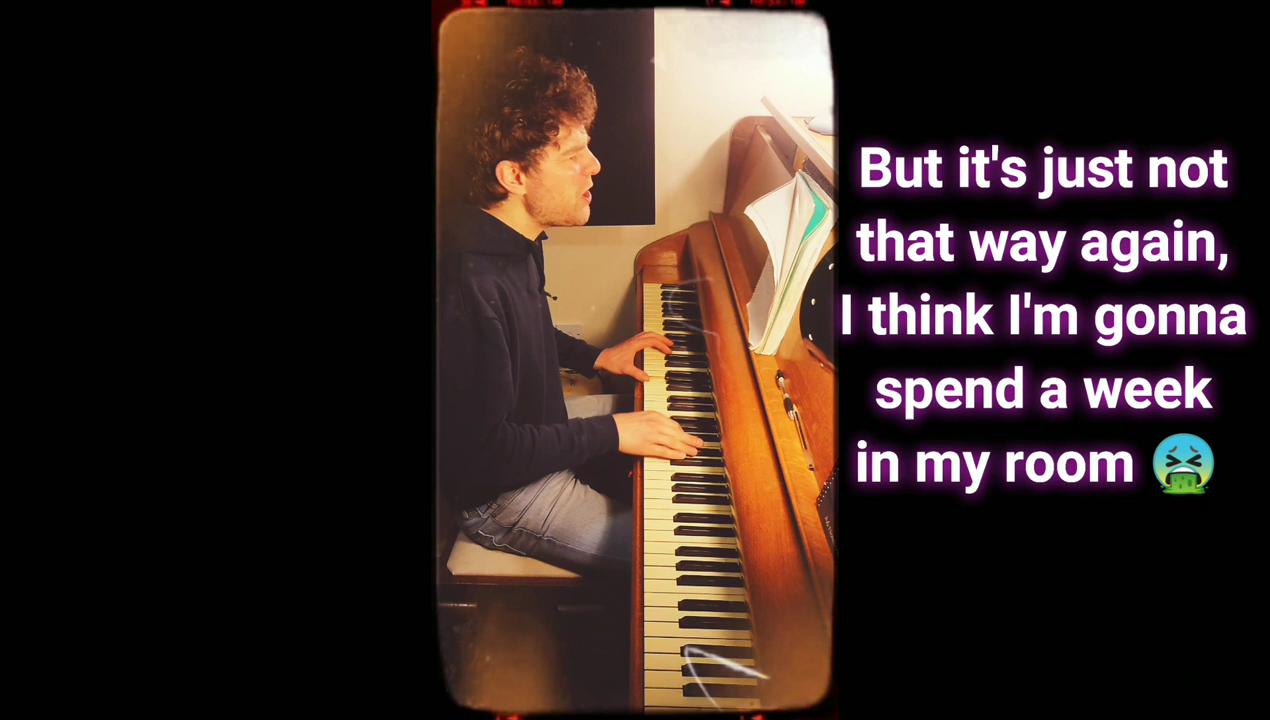 But it's just not
that way again,
I think I'm gonna
spend a week
in my room 🤮